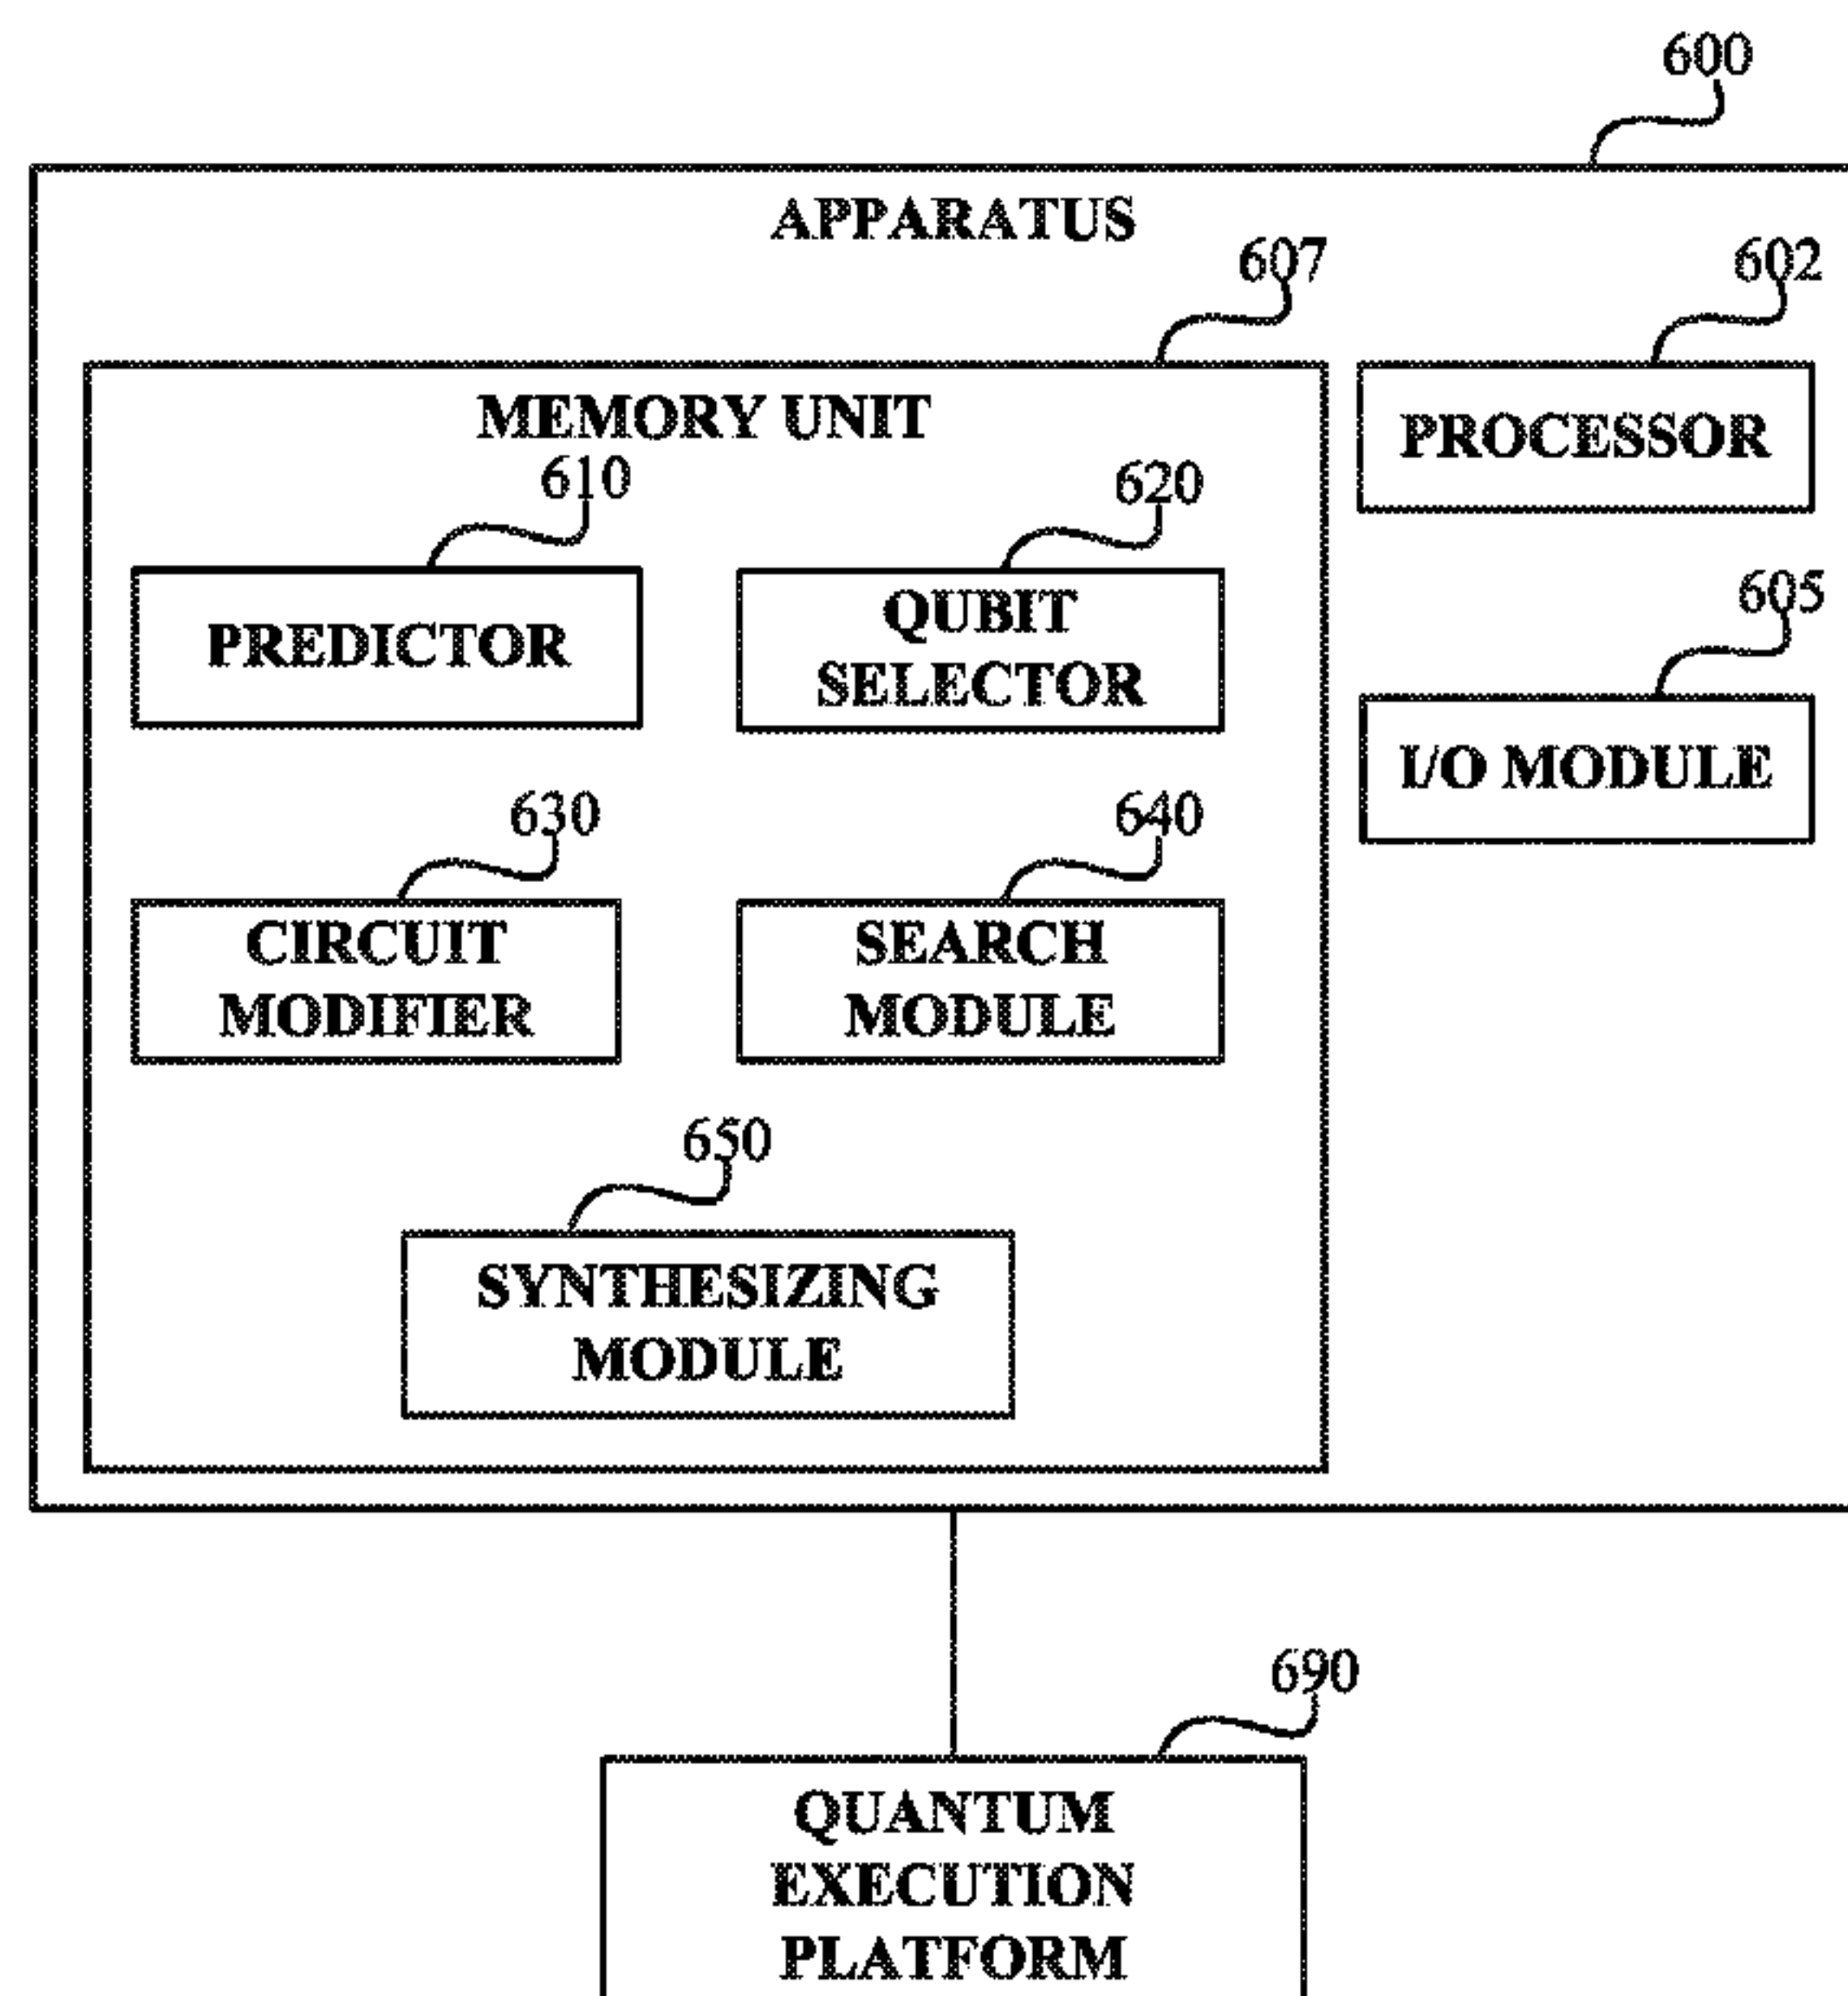 600
APPARATUS
607
602
MEMORY UNIT
PROCESSOR
610
620
PREDICTOR
QUBIT
SELECTOR
605
I/O MODULE
630
640
CIRCUIT
MODIFIER
SEARCH
MODULE
650
SYNTHESIZING
MODULE
690
QUANTUM
EXECUTION
PLATFORM